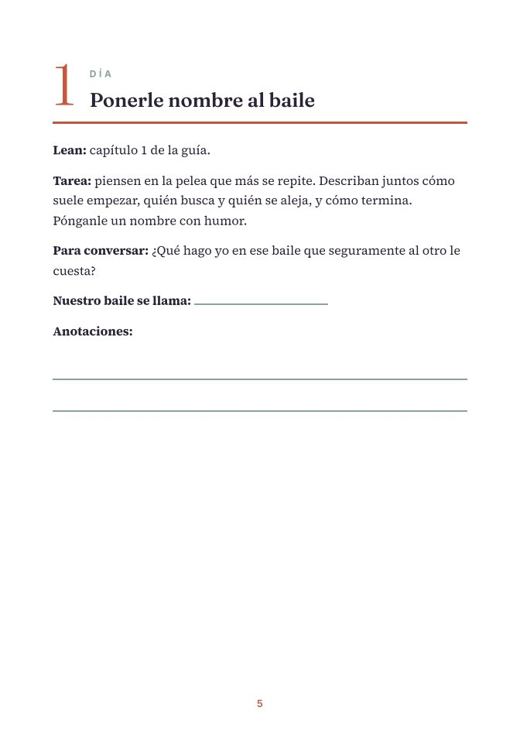 1
DÍA
Ponerle nombre al baile
Lean: capítulo 1 de la guía.
Tarea: piensen en la pelea que más se repite. Describan juntos cómo
suele empezar, quién busca y quién se aleja, y cómo termina.
Pónganle un nombre con humor.
Para conversar: ¿Qué hago yo en ese baile que seguramente al otro le
cuesta?
Nuestro baile se llama:
Anotaciones:
5